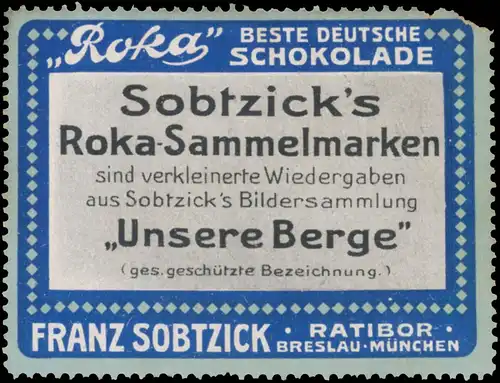 „Roka” BESTE DEUTSCHE
SCHOKOLADE
Sobtzick's
Roka-Sammelmarken
sind verkleinerte Wiedergaben
aus Sobtzick's Bildersammlung
„Unsere Berge”
(ges. geschützte Bezeichnung.)
FRANZ SOBTZICK · RATIBOR ·
BRESLAU · MÜNCHEN